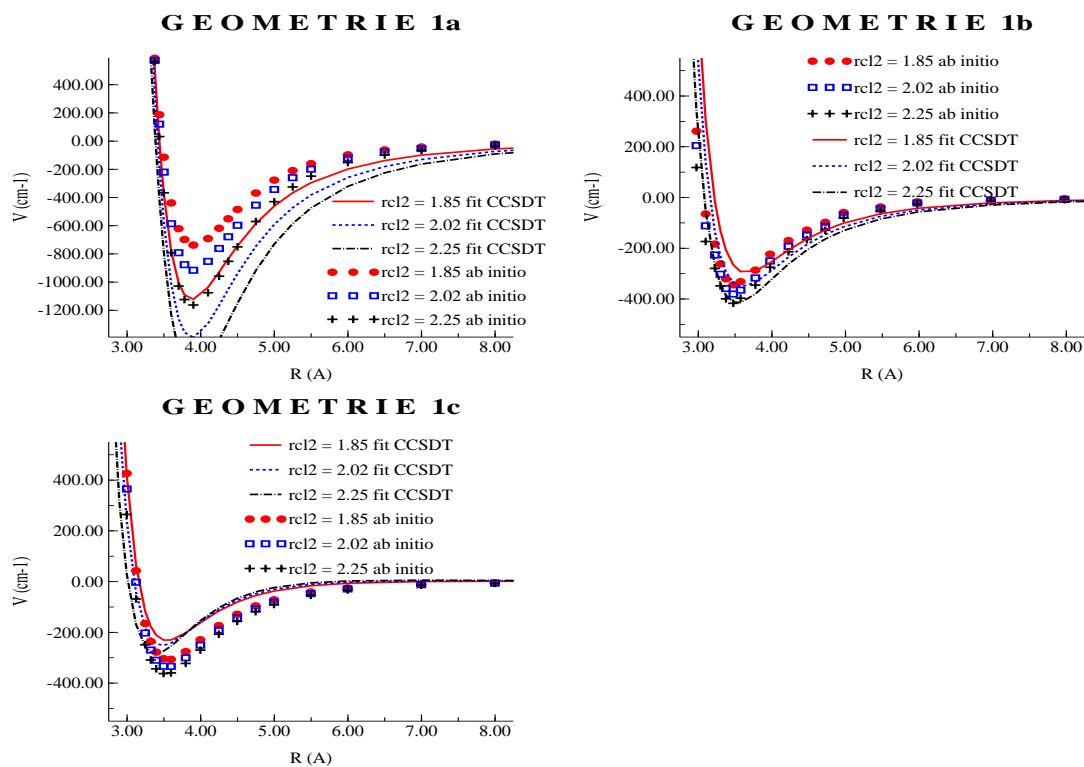 GEOMETRIE 1a
400.00
200.00
0.00
-200.00
-400.00
-600.00
-800.00
-1000.00
-1200.00
V (cm-1)
rcl2 = 1.85 fit CCSDT
rcl2 = 2.02 fit CCSDT
rcl2 = 2.25 fit CCSDT
rcl2 = 1.85 ab initio
rcl2 = 2.02 ab initio
rcl2 = 2.25 ab initio
3.00 4.00 5.00 6.00 7.00 8.00
R (A)
GEOMETRIE 1b
400.00
200.00
0.00
-200.00
-400.00
V (cm-1)
rcl2 = 1.85 ab initio
rcl2 = 2.02 ab initio
rcl2 = 2.25 ab initio
rcl2 = 1.85 fit CCSDT
rcl2 = 2.02 fit CCSDT
rcl2 = 2.25 fit CCSDT
3.00 4.00 5.00 6.00 7.00 8.00
R (A)
GEOMETRIE 1c
400.00
200.00
0.00
-200.00
-400.00
V (cm-1)
rcl2 = 1.85 fit CCSDT
rcl2 = 2.02 fit CCSDT
rcl2 = 2.25 fit CCSDT
rcl2 = 1.85 ab initio
rcl2 = 2.02 ab initio
rcl2 = 2.25 ab initio
3.00 4.00 5.00 6.00 7.00 8.00
R (A)